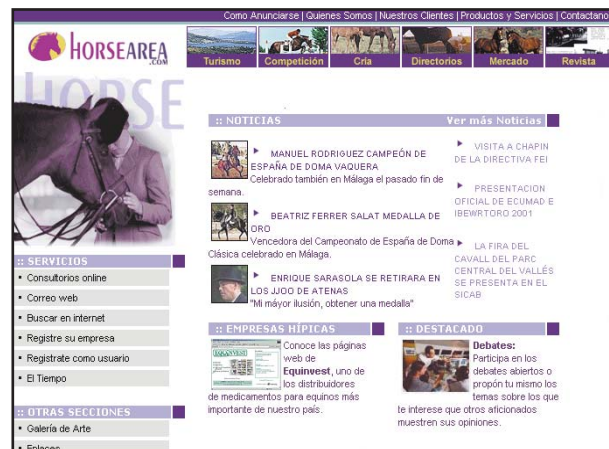 Como Anunciarse | Quienes Somos | Nuestros Clientes | Productos y Servicios | Contactano
HORSEAREA
.COM
Turismo
Competición
Cría
Directorios
Mercado
Revista
HORSE
:: NOTICIAS
Ver más Noticias
MANUEL RODRIGUEZ CAMPEÓN DE
ESPAÑA DE DOMA VAQUERA
Celebrado también en Málaga el pasado fin de
semana.
BEATRIZ FERRER SALAT MEDALLA DE
ORO
Vencedora del Campeonato de España de Doma
Clásica celebrado en Málaga.
ENRIQUE SARASOLA SE RETIRARA EN
LOS JJOO DE ATENAS
"Mi máyor ilusión, obtener una medalla"
VISITA A CHAPIN
DE LA DIRECTIVA FEI
PRESENTACION
OFICIAL DE ECUMAD E
IBEWRTORO 2001
LA FIRA DEL
CAVALL DEL PARC
CENTRAL DEL VALLÉS
SE PRESENTA EN EL
SICAB
:: SERVICIOS
• Consultorios online
• Correo web
• Buscar en internet
• Registre su empresa
• Registrate como usuario
• El Tiempo
:: OTRAS SECCIONES
• Galería de Arte
• Enlaces
:: EMPRESAS HÍPICAS
EQUINVEST
Conoce las páginas
web de
Equinvest, uno de
los distribuidores
de medicamentos para equinos más
importante de nuestro país.
:: DESTACADO
Debates:
Participa en los
debates abiertos o
propón tu mismo los
temas sobre los que
te interese que otros aficionados
muestren sus opiniones.